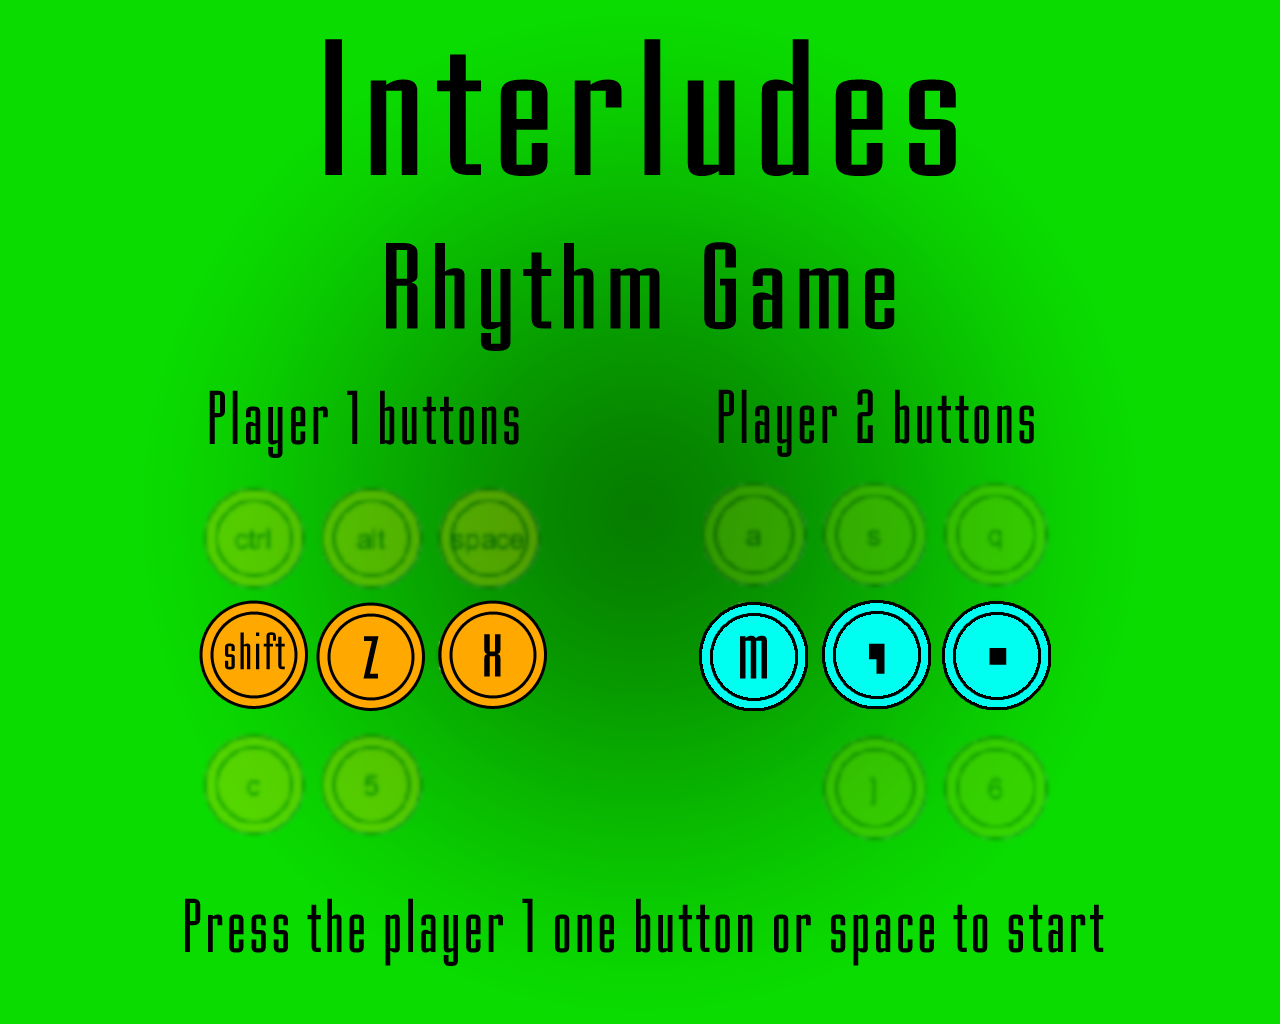 Interludes
Rhythm Game
Player 1 buttons Player 2 buttons
ctrl alt space a s q
shift Z X m , .
c 5 ] 6
Press the player 1 one button or space to start